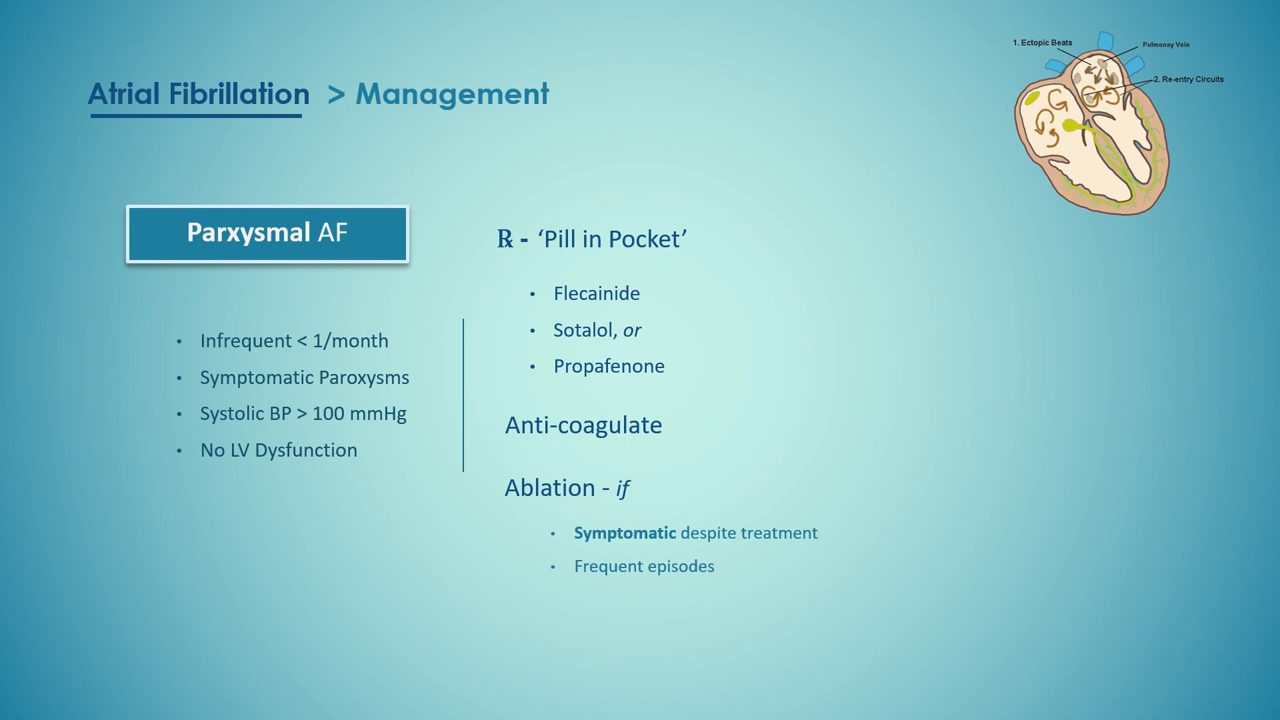 Atrial Fibrillation > Management
1. Ectopic Beats
Pulmonay Vein
2. Re-entry Circuits
Parxysmal AF
• Infrequent < 1/month
• Symptomatic Paroxysms
• Systolic BP > 100 mmHg
• No LV Dysfunction
℞ - ‘Pill in Pocket’
• Flecainide
• Sotalol, or
• Propafenone
Anti-coagulate
Ablation - if
• Symptomatic despite treatment
• Frequent episodes